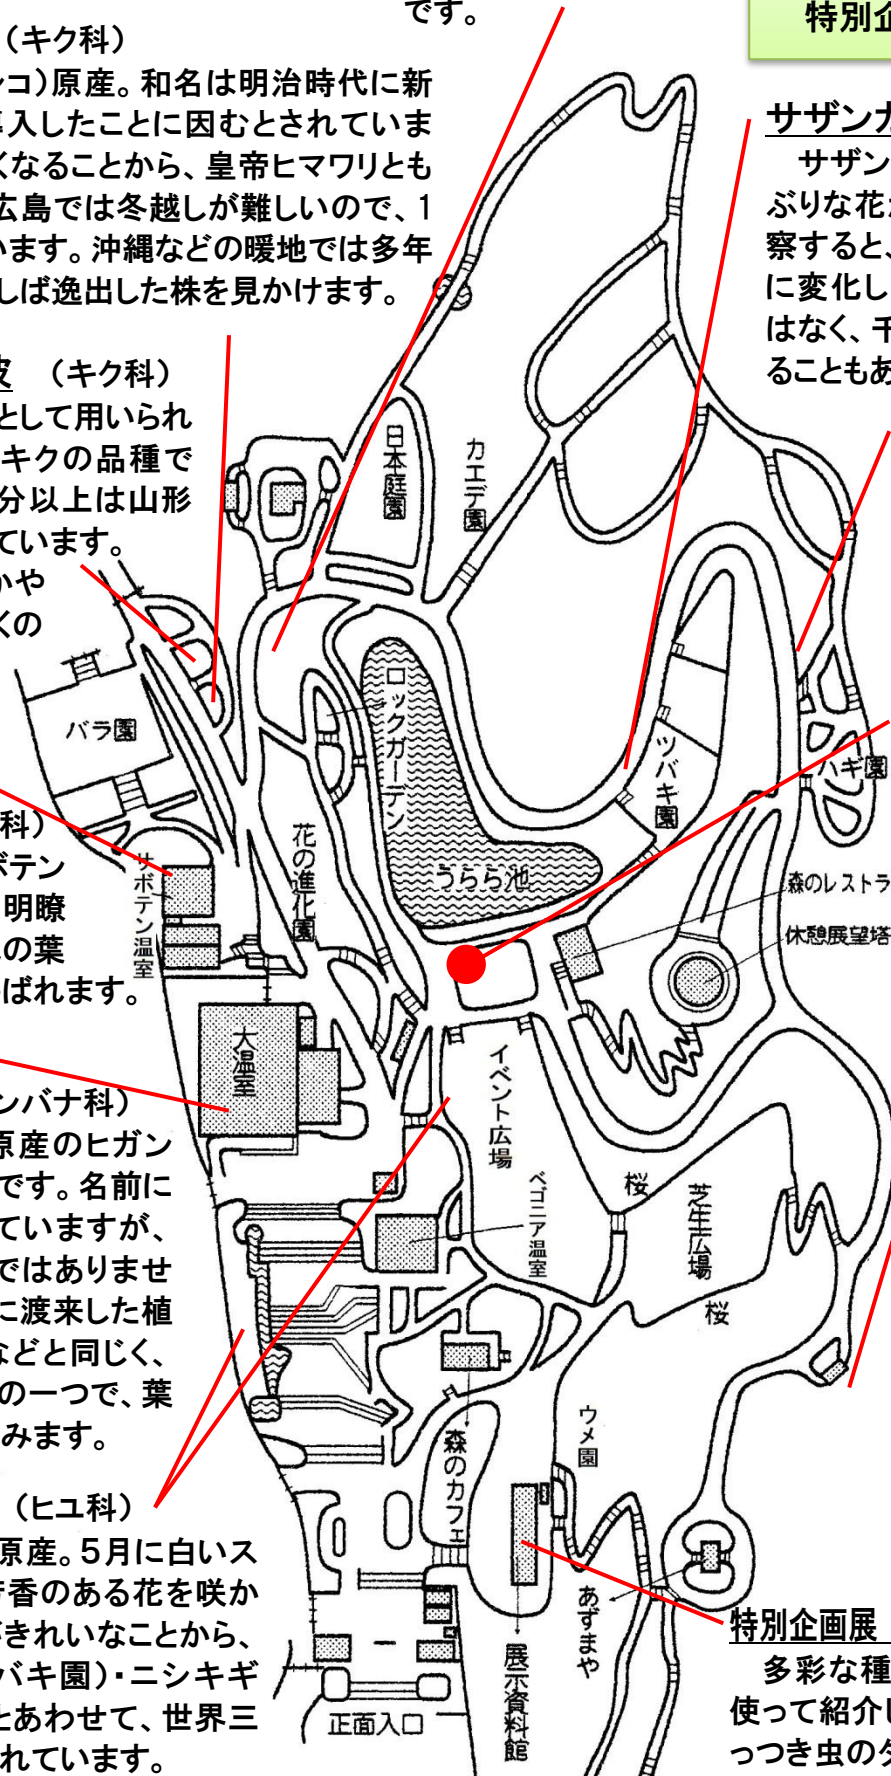 です。
特別企
（キク科）
ンコ）原産。和名は明治時代に新
導入したことに因むとされていま
くなることから、皇帝ヒマワリとも
広島では冬越しが難しいので、1
います。沖縄などの暖地では多年
しば逸出した株を見かけます。
サザンカ
サザン
ぶりな花が
察すると、
に変化し
はなく、千
ることもあ
波　（キク科）
として用いられ
キクの品種で
分以上は山形
ています。
かや
くの
日本庭園
カエデ園
バラ園
ロックガーデン
ツバキ園
ハギ園
科）
ボテン
明瞭
の葉
ばれます。
サボテン温室
花の進化園
うらら池
森のレストラ
休憩展望塔
大温室
イベント広場
ンバナ科）
原産のヒガン
です。名前に
ていますが、
ではありませ
に渡来した植
などと同じく、
の一つで、葉
みます。
ベゴニア温室
桜
芝生広場
桜
ウメ園
森のカフェ
（ヒユ科）
原産。5月に白いス
芳香のある花を咲か
がきれいなことから、
バキ園）・ニシキギ
とあわせて、世界三
れています。
あずまや
展示資料館
正面入口
特別企画展
多彩な種
使って紹介し
っつき虫のタ